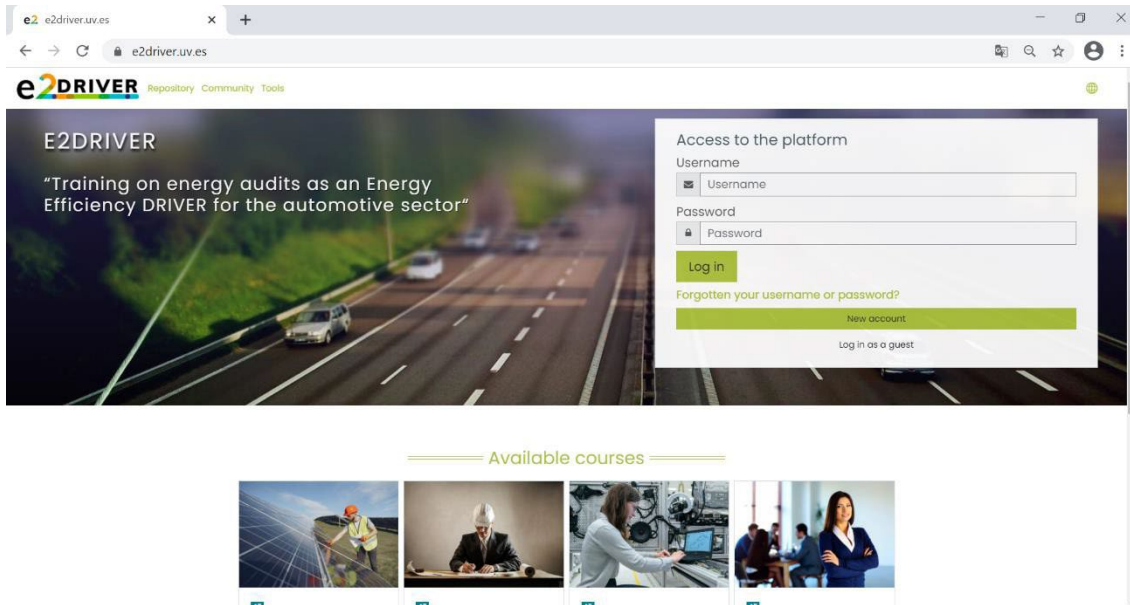 e2 e2driver.uv.es
e2driver.uv.es
e2DRIVER Repository Community Tools
E2DRIVER
“Training on energy audits as an Energy
Efficiency DRIVER for the automotive sector“
Access to the platform
Username
Username
Password
Password
Log in
Forgotten your username or password?
New account
Log in as a guest
Available courses